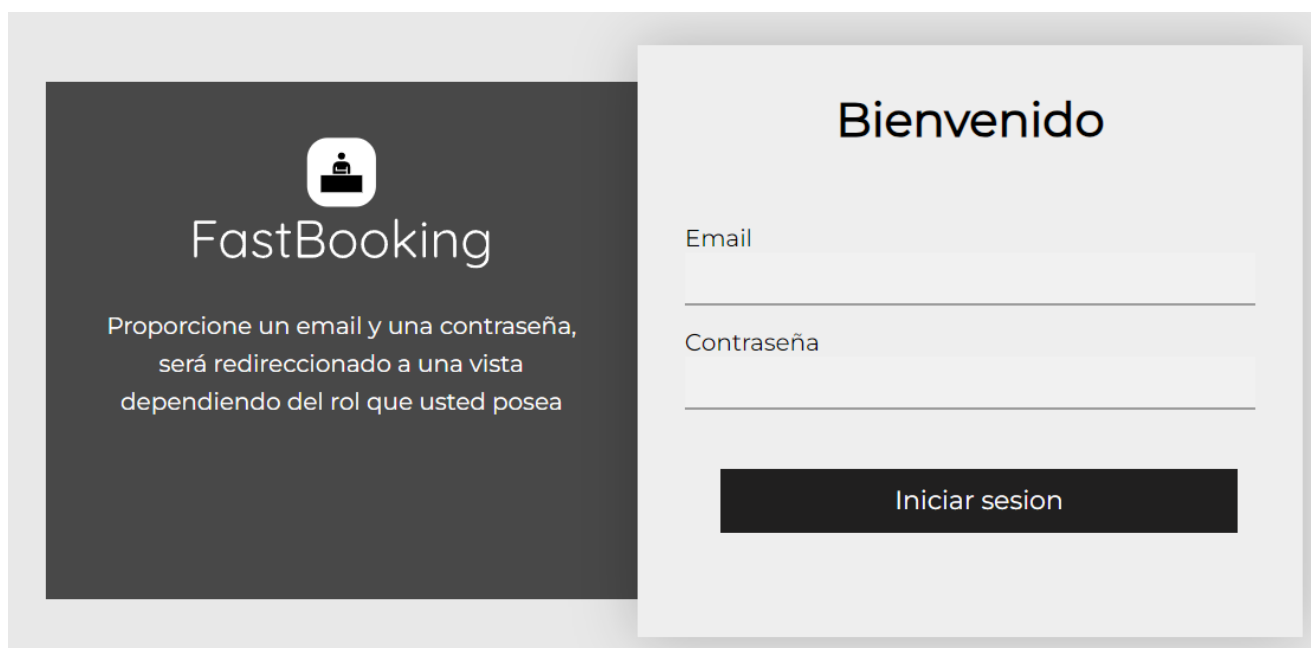 FastBooking
Proporcione un email y una contraseña,
será redireccionado a una vista
dependiendo del rol que usted posea
Bienvenido
Email
Contraseña
Iniciar sesion